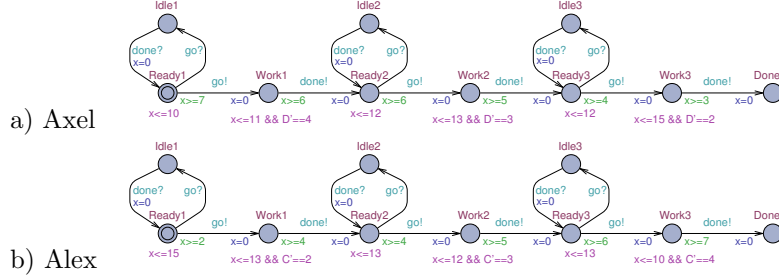 Idle1 Idle2 Idle3
done? go? done? go? done? go?
x=0 x=0 x=0
Ready1 go! Work1 done! Ready2 go! Work2 done! Ready3 go! Work3 done! Done
x>=7 x=0 x>=6 x=0 x>=6 x=0 x>=5 x=0 x>=4 x=0 x>=3 x=0
x<=10 x<=11 && D'==4 x<=12 x<=13 && D'==3 x<=12 x<=15 && D'==2
a) Axel
Idle1 Idle2 Idle3
done? go? done? go? done? go?
x=0 x=0 x=0
Ready1 go! Work1 done! Ready2 go! Work2 done! Ready3 go! Work3 done! Done
x>=2 x=0 x>=4 x=0 x>=4 x=0 x>=5 x=0 x>=6 x=0 x>=7 x=0
x<=15 x<=13 && C'==2 x<=13 x<=12 && C'==3 x<=13 x<=10 && C'==4
b) Alex